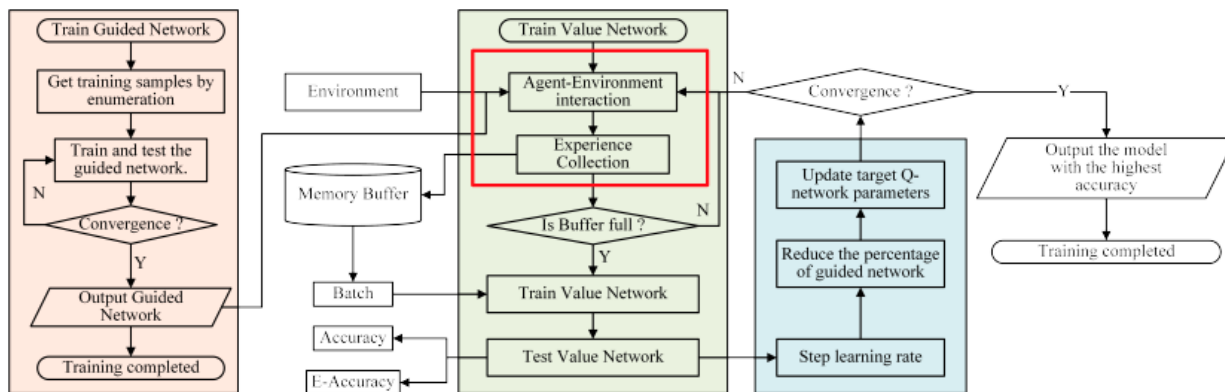 Train Guided Network
Get training samples by
enumeration
Train and test the
guided network.
N
Convergence ?
Y
Output Guided
Network
Training completed
Environment
Memory Buffer
Batch
Accuracy
E-Accuracy
Train Value Network
Agent-Environment
interaction
Experience
Collection
Is Buffer full ?
N
Y
Train Value Network
Test Value Network
Step learning rate
Reduce the percentage
of guided network
Update target Q-
network parameters
Convergence ?
N
Y
Output the model
with the highest
accuracy
Training completed